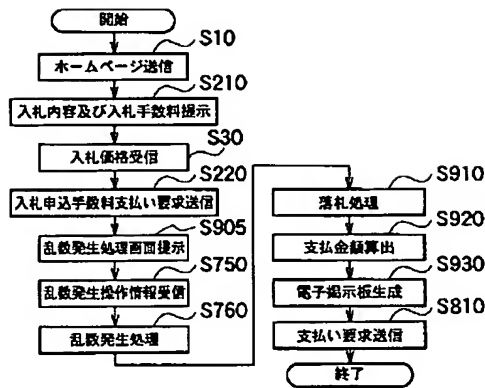 開始
S10
ホームページ送信
S210
入札内容及び入札手数料提示
S30
入札価格受信
S220
入札申込手数料支払い要求送信
S905
乱数発生処理画面提示
S750
乱数発生操作情報受信
S760
乱数発生処理
S910
落札処理
S920
支払金額算出
S930
電子掲示板生成
S810
支払い要求送信
終了